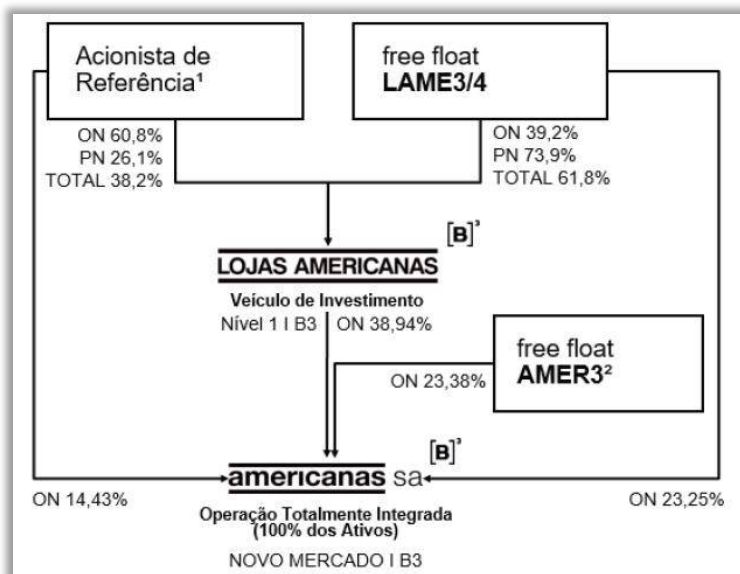 Acionista de
Referência¹
free float
LAME3/4
ON 60,8%
PN 26,1%
TOTAL 38,2%
ON 39,2%
PN 73,9%
TOTAL 61,8%
[B]³
LOJAS AMERICANAS
Veículo de Investimento
Nível 1 I B3
ON 38,94%
free float
AMER3²
ON 23,38%
[B]³
americanas sa
ON 14,43%
ON 23,25%
Operação Totalmente Integrada
(100% dos Ativos)
NOVO MERCADO I B3